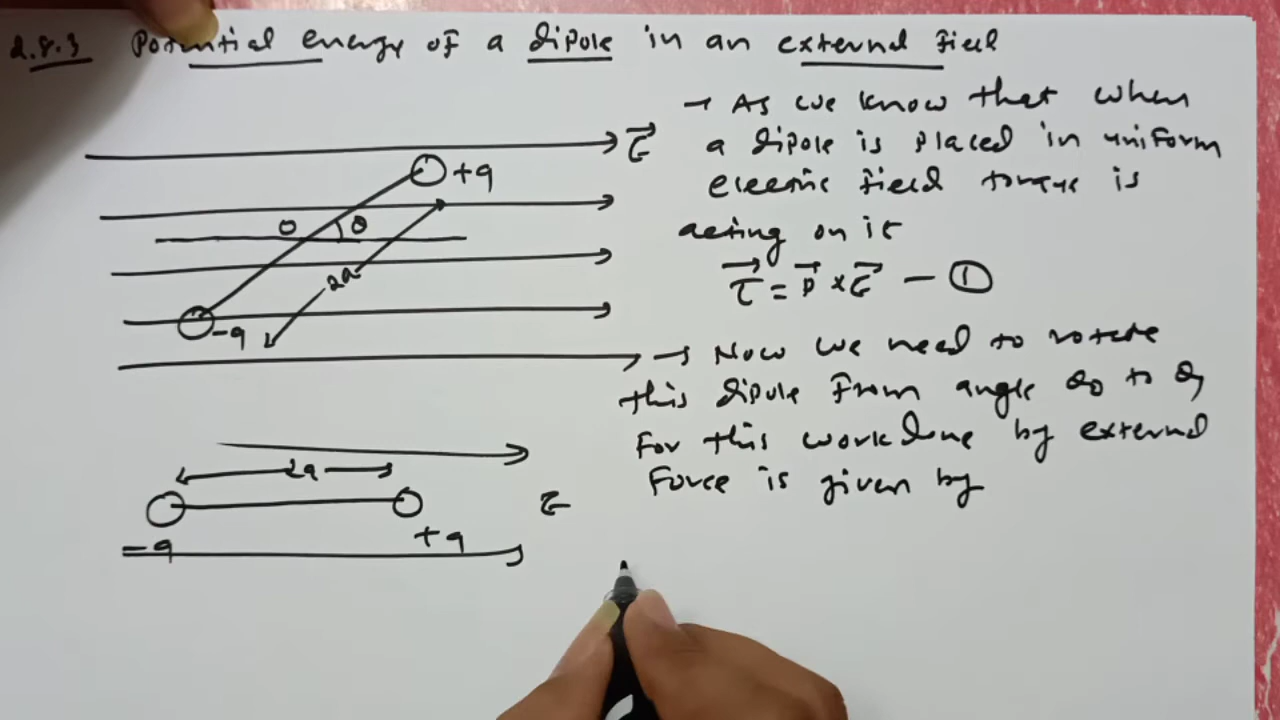 2.8.3 Potential energy of a dipole in an external field
→ As we know that when
a dipole is placed in uniform
electric field torque is
acting on it
τ⃗ = p⃗ × E⃗ — ①
→ Now we need to rotate
this dipole from angle θ₀ to θ₁
For this workdone by external
Force is given by
E⃗
+q
O θ
2a
-q
2a
E
-q
+q